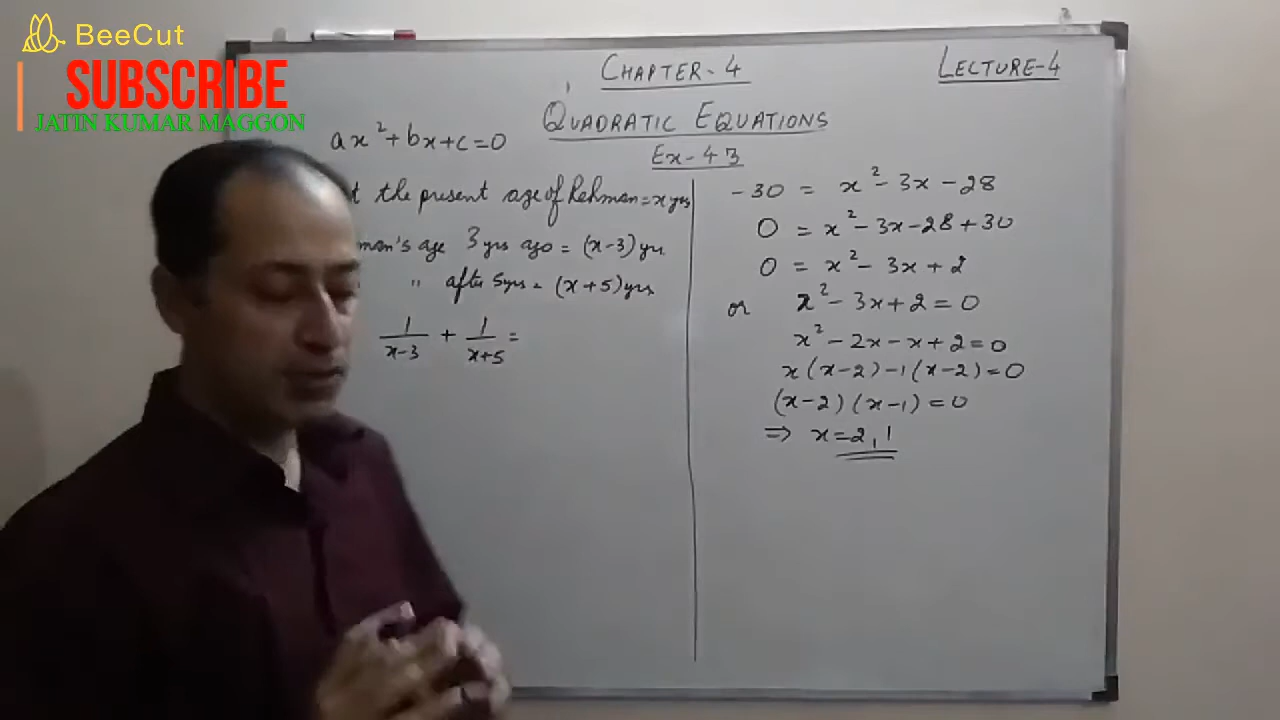 BeeCut
SUBSCRIBE
JATIN KUMAR MAGGON
CHAPTER-4
LECTURE-4
QUADRATIC EQUATIONS
Ex-4.3
ax²+bx+c=0
the present age of Rehman=x yrs
3 yrs ago = (x-3) yrs
" after 5yrs = (x+5) yrs
1/(x-3) + 1/(x+5) =
-30 = x²-3x-28
0 = x²-3x-28+30
0 = x²-3x+2
or x²-3x+2=0
x²-2x-x+2=0
x(x-2)-1(x-2)=0
(x-2)(x-1)=0
⇒ x=2,1